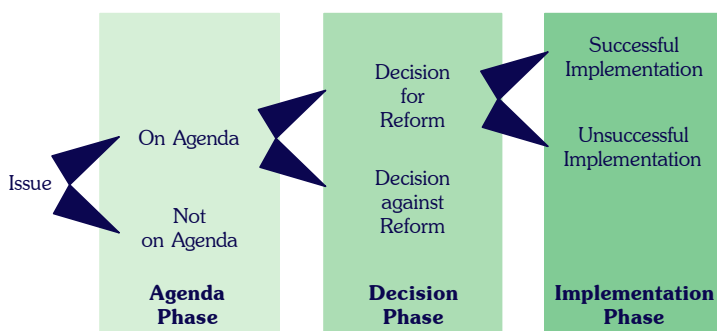 Issue
On Agenda
Not
on Agenda
Agenda
Phase
Decision
for
Reform
Decision
against
Reform
Decision
Phase
Successful
Implementation
Unsuccessful
Implementation
Implementation
Phase